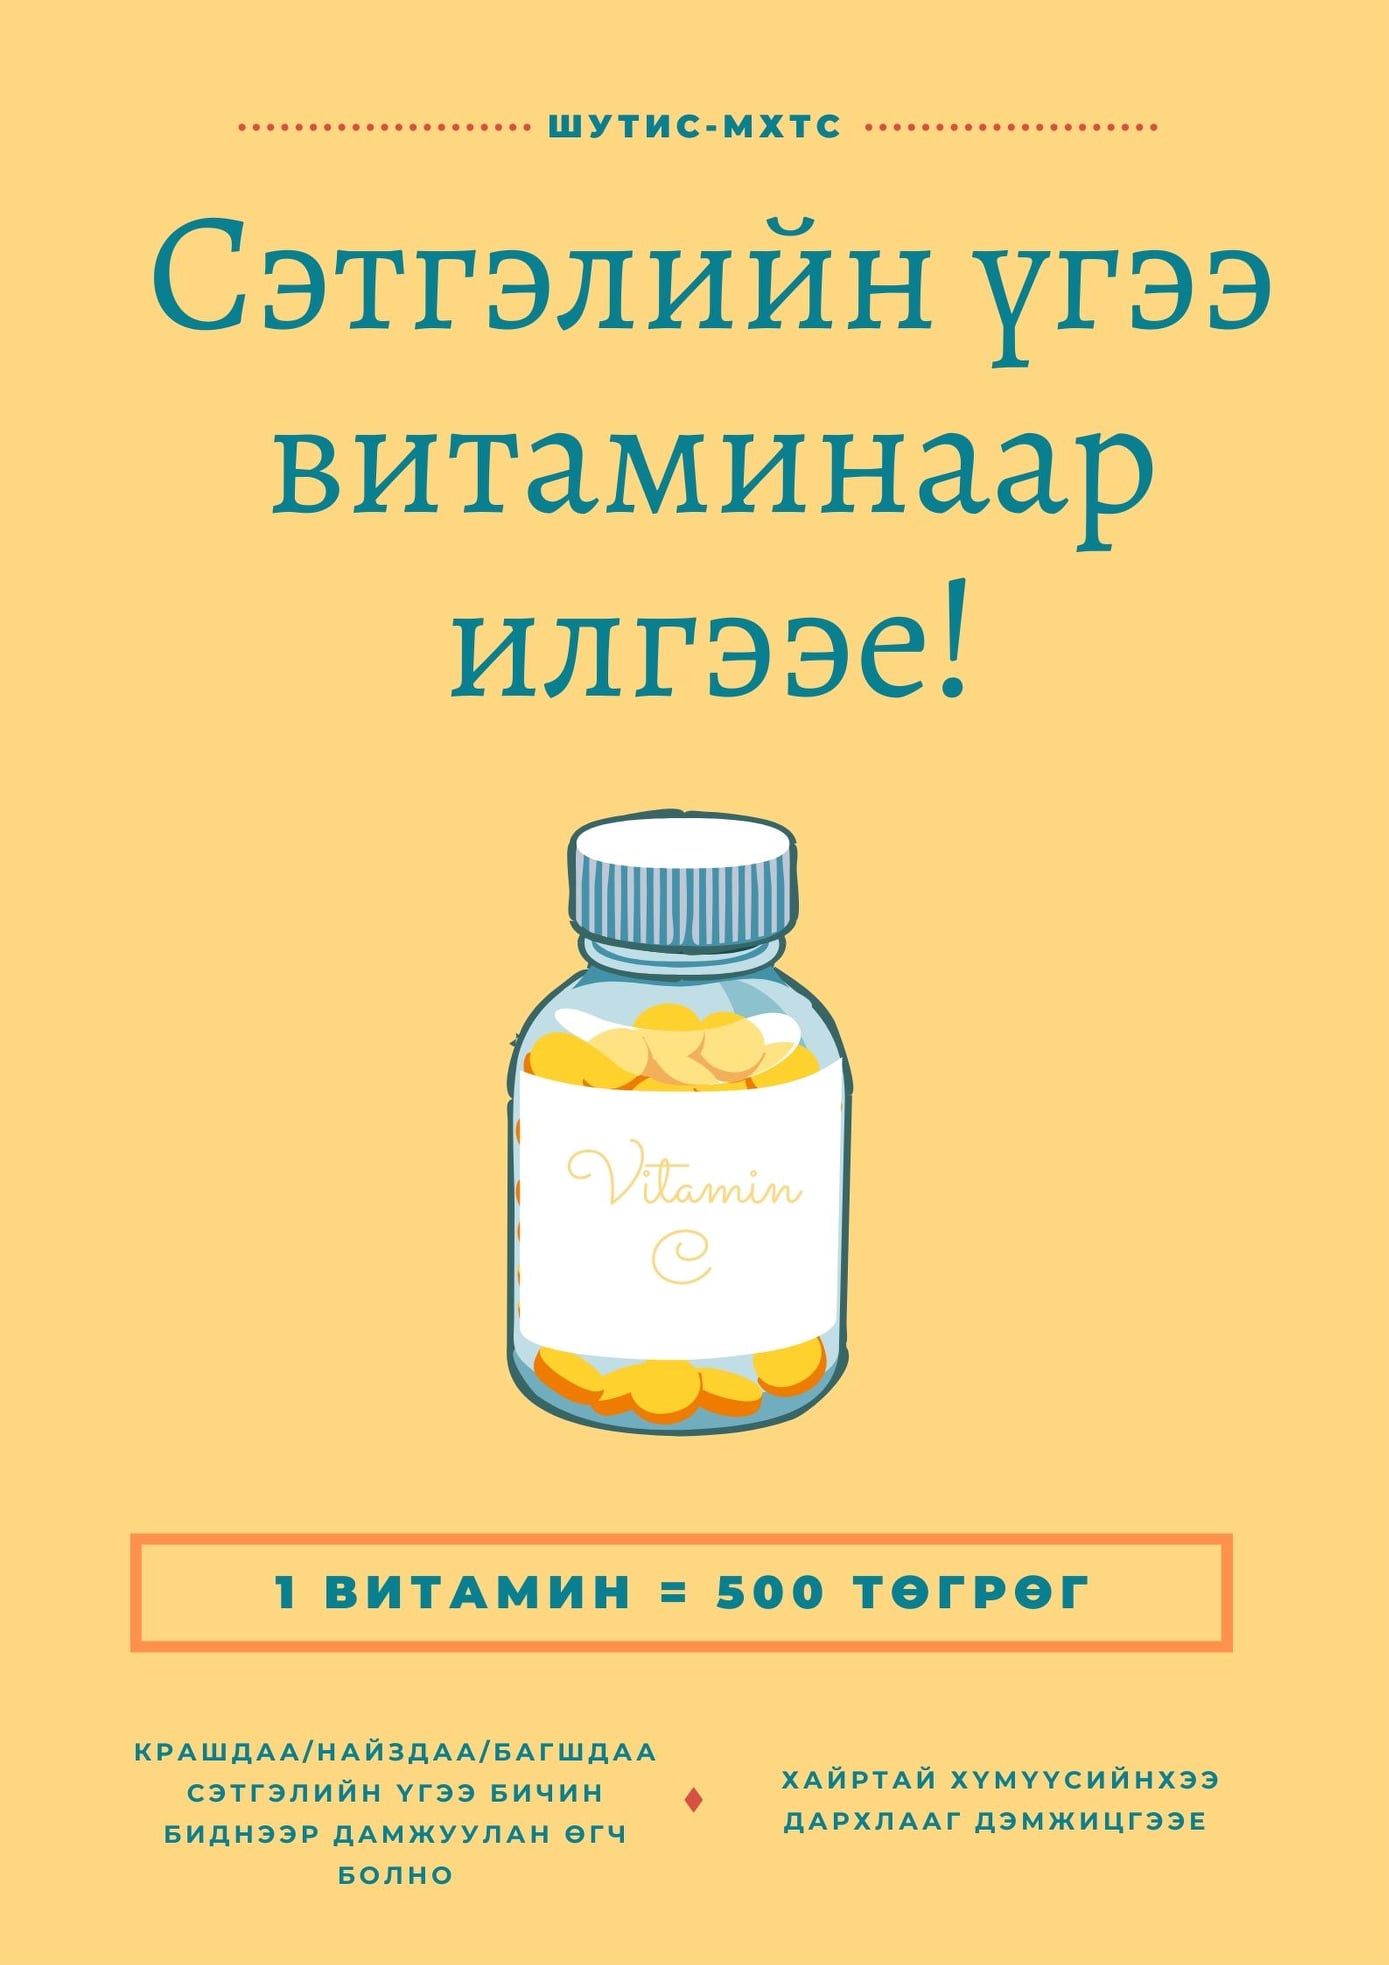 ШУТИС-МХТС
Сэтгэлийн үгээ
витаминаар
илгээе!
Vitamin
C
1 ВИТАМИН = 500 ТӨГРӨГ
КРАШДАА/НАЙЗДАА/БАГШДАА
СЭТГЭЛИЙН ҮГЭЭ БИЧИН
БИДНЭЭР ДАМЖУУЛАН ӨГЧ
БОЛНО
ХАЙРТАЙ ХҮМҮҮСИЙНХЭЭ
ДАРХЛААГ ДЭМЖИЦГЭЭЕ